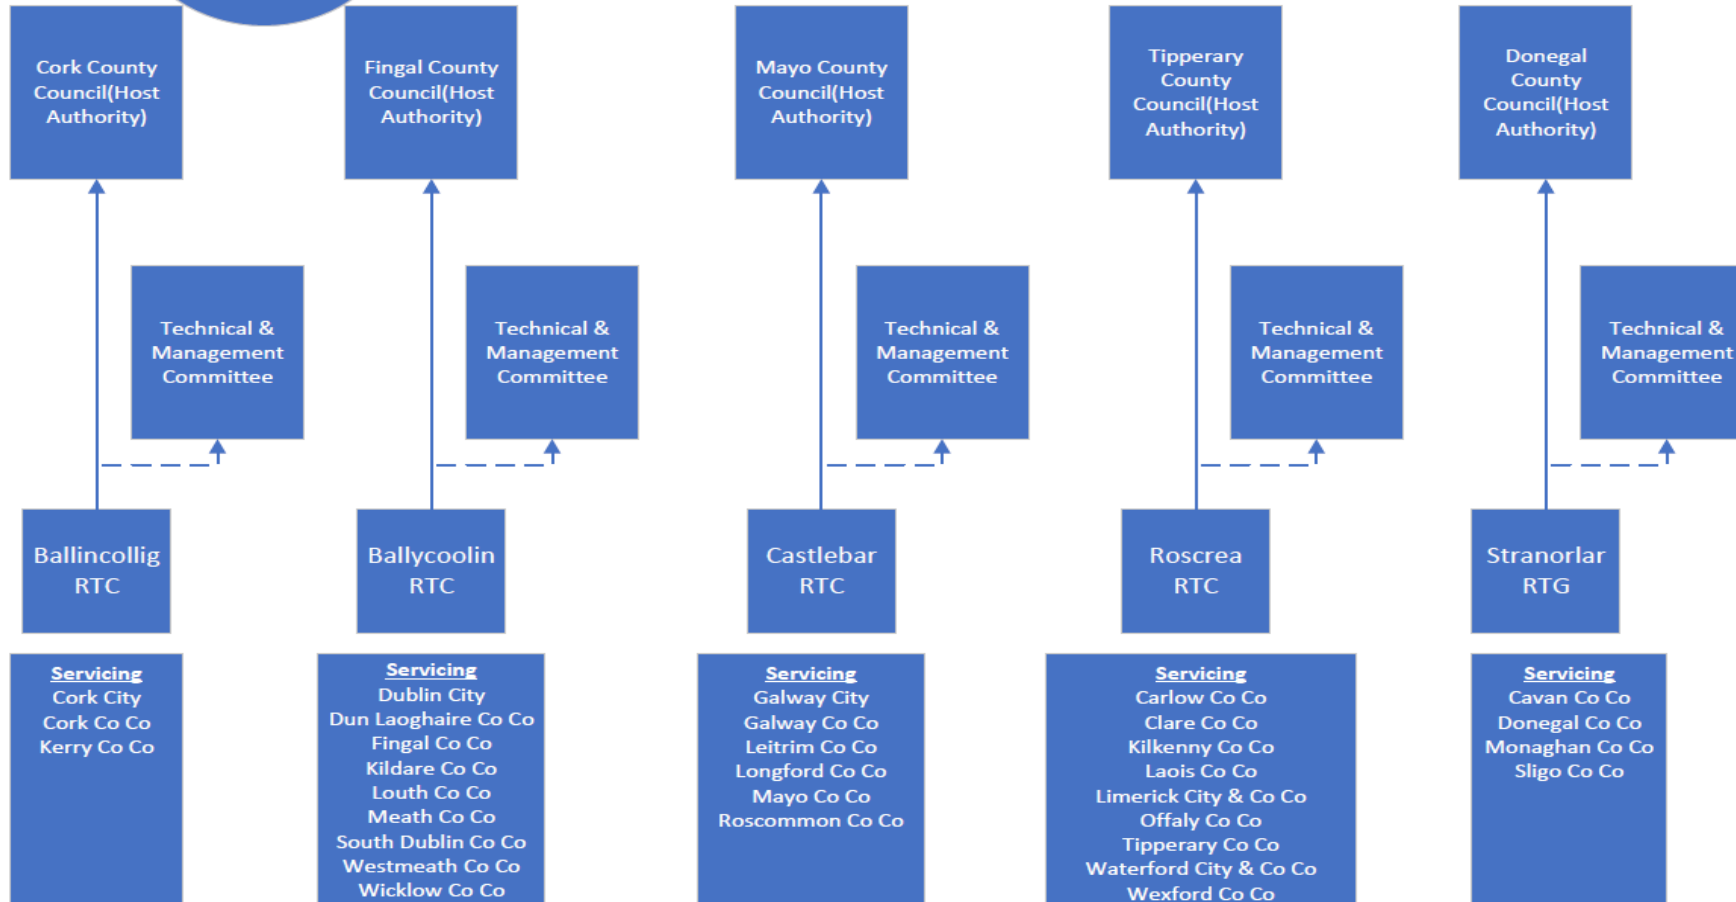 Cork County
Council(Host
Authority)
Fingal County
Council(Host
Authority)
Mayo County
Council(Host
Authority)
Tipperary
County
Council(Host
Authority)
Donegal
County
Council(Host
Authority)
Technical &
Management
Committee
Technical &
Management
Committee
Technical &
Management
Committee
Technical &
Management
Committee
Technical &
Management
Committee
Ballincollig
RTC
Ballycoolin
RTC
Castlebar
RTC
Roscrea
RTC
Stranorlar
RTG
Servicing
Cork City
Cork Co Co
Kerry Co Co
Servicing
Dublin City
Dun Laoghaire Co Co
Fingal Co Co
Kildare Co Co
Louth Co Co
Meath Co Co
South Dublin Co Co
Westmeath Co Co
Wicklow Co Co
Servicing
Galway City
Galway Co Co
Leitrim Co Co
Longford Co Co
Mayo Co Co
Roscommon Co Co
Servicing
Carlow Co Co
Clare Co Co
Kilkenny Co Co
Laois Co Co
Limerick City & Co Co
Offaly Co Co
Tipperary Co Co
Waterford City & Co Co
Wexford Co Co
Servicing
Cavan Co Co
Donegal Co Co
Monaghan Co Co
Sligo Co Co